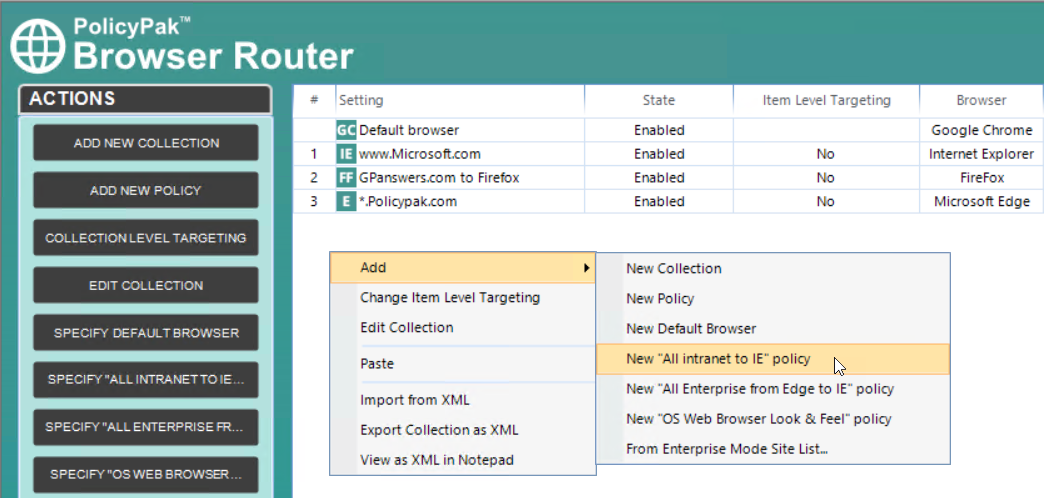 PolicyPak™
Browser Router
ACTIONS
ADD NEW COLLECTION
ADD NEW POLICY
COLLECTION LEVEL TARGETING
EDIT COLLECTION
SPECIFY DEFAULT BROWSER
SPECIFY "ALL INTRANET TO IE...
SPECIFY "ALL ENTERPRISE FR...
SPECIFY "OS WEB BROWSER...
# Setting State Item Level Targeting Browser
GC Default browser Enabled Google Chrome
1 IE www.Microsoft.com Enabled No Internet Explorer
2 FF GPanswers.com to Firefox Enabled No FireFox
3 E *.Policypak.com Enabled No Microsoft Edge
Add
Change Item Level Targeting
Edit Collection
Paste
Import from XML
Export Collection as XML
View as XML in Notepad
New Collection
New Policy
New Default Browser
New "All intranet to IE" policy
New "All Enterprise from Edge to IE" policy
New "OS Web Browser Look & Feel" policy
From Enterprise Mode Site List...